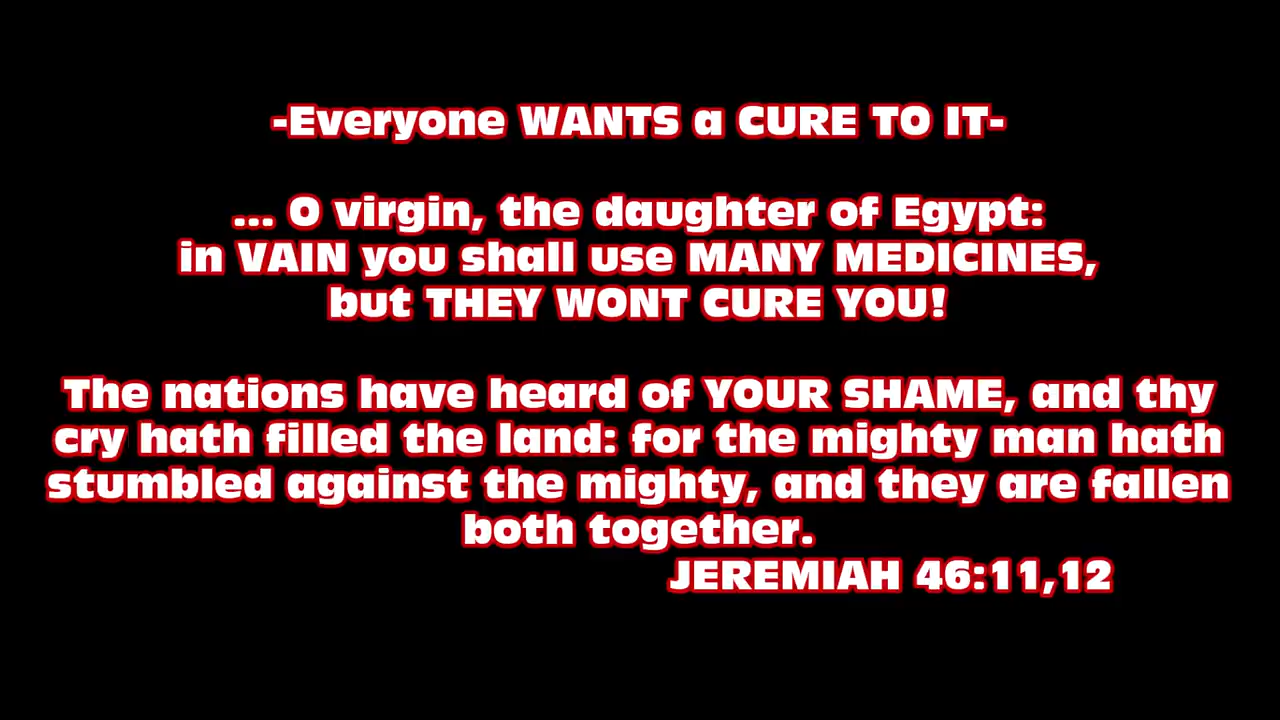 -Everyone WANTS a CURE TO IT-
... O virgin, the daughter of Egypt:
in VAIN you shall use MANY MEDICINES,
but THEY WONT CURE YOU!
The nations have heard of YOUR SHAME, and thy
cry hath filled the land: for the mighty man hath
stumbled against the mighty, and they are fallen
both together.
JEREMIAH 46:11,12